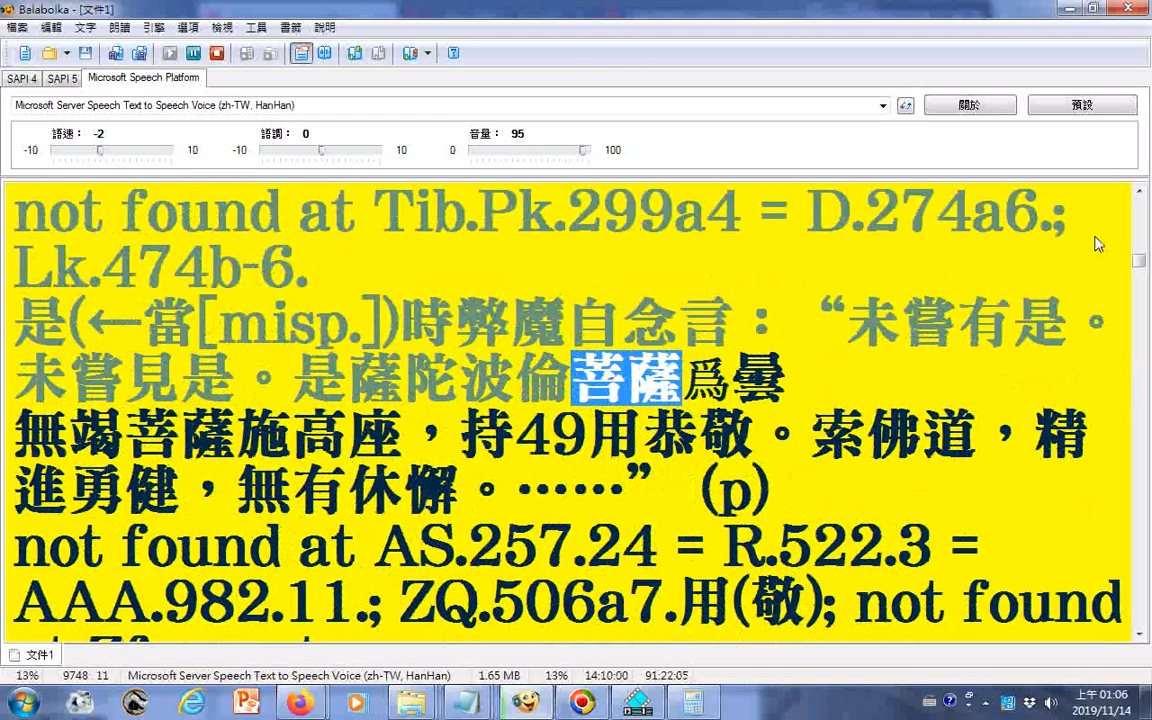 Balabolka - [文件1]
檔案 編輯 文字 朗讀 引擎 選項 檢視 工具 書籤 說明
SAPI 4 SAPI 5 Microsoft Speech Platform
Microsoft Server Speech Text to Speech Voice (zh-TW, HanHan) 關於 預設
語速： -2 語調： 0 音量： 95
-10 10 -10 10 0 100
not found at Tib.Pk.299a4 = D.274a6.;
Lk.474b-6.
是(←當[misp.])時弊魔自念言：“未嘗有是。
未嘗見是。是薩陀波倫菩薩爲曇
無竭菩薩施高座，持49用恭敬。索佛道，精
進勇健，無有休懈。……” (p)
not found at AS.257.24 = R.522.3 =
AAA.982.11.; ZQ.506a7.用(敬); not found
文件1
13% 9748: 11 Microsoft Server Speech Text to Speech Voice (zh-TW, HanHan) 1.65 MB 13% 14:10:00 91:22:05
上午 01:06
2019/11/14